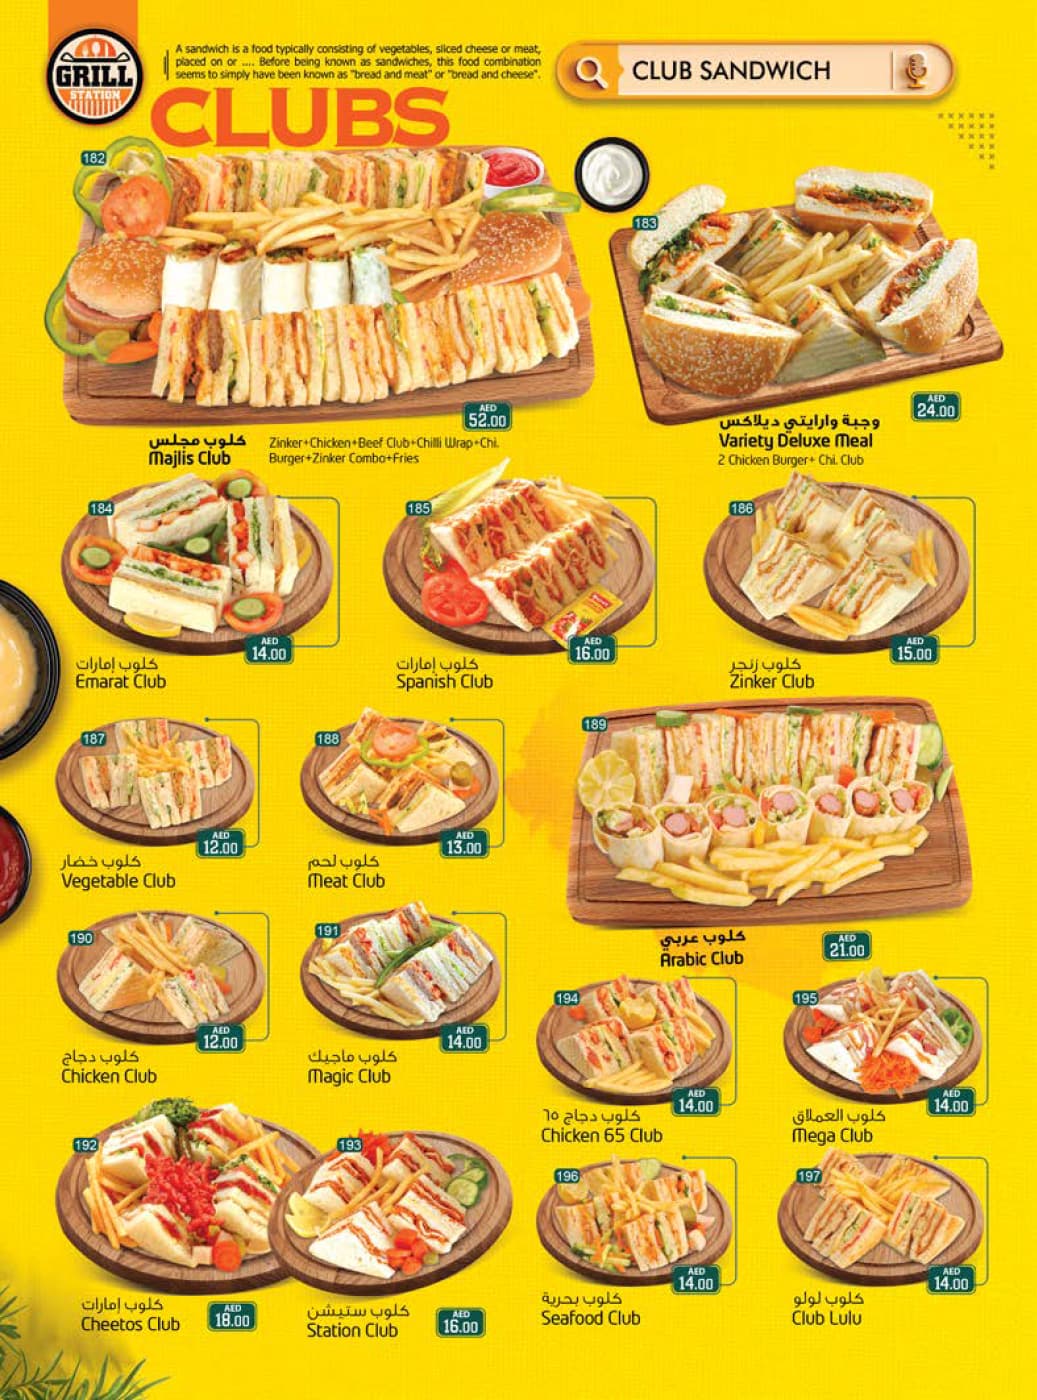 GRILL
STATION
A sandwich is a food typically consisting of vegetables, sliced cheese or meat,
placed on or .... Before being known as sandwiches, this food combination
seems to simply have been known as "bread and meat" or "bread and cheese".
CLUBS
CLUB SANDWICH
182
AED
52.00
كلوب مجلس
Majlis Club
Zinker+Chicken+Beef Club+Chilli Wrap+Chi.
Burger+Zinker Combo+Fries
183
AED
24.00
وجبة وارايتي ديلاكس
Variety Deluxe Meal
2 Chicken Burger+ Chi. Club
184
AED
14.00
كلوب إمارات
Emarat Club
185
AED
16.00
كلوب إمارات
Spanish Club
186
AED
15.00
كلوب زنجر
Zinker Club
187
AED
12.00
كلوب خضار
Vegetable Club
188
AED
13.00
كلوب لحم
Meat Club
189
AED
21.00
كلوب عربي
Arabic Club
190
AED
12.00
كلوب دجاج
Chicken Club
191
AED
14.00
كلوب ماجيك
Magic Club
194
AED
14.00
كلوب دجاج ٦٥
Chicken 65 Club
195
AED
14.00
كلوب العملاق
Mega Club
192
AED
18.00
كلوب إمارات
Cheetos Club
193
AED
16.00
كلوب ستيشن
Station Club
196
AED
14.00
كلوب بحرية
Seafood Club
197
AED
14.00
كلوب لولو
Club Lulu